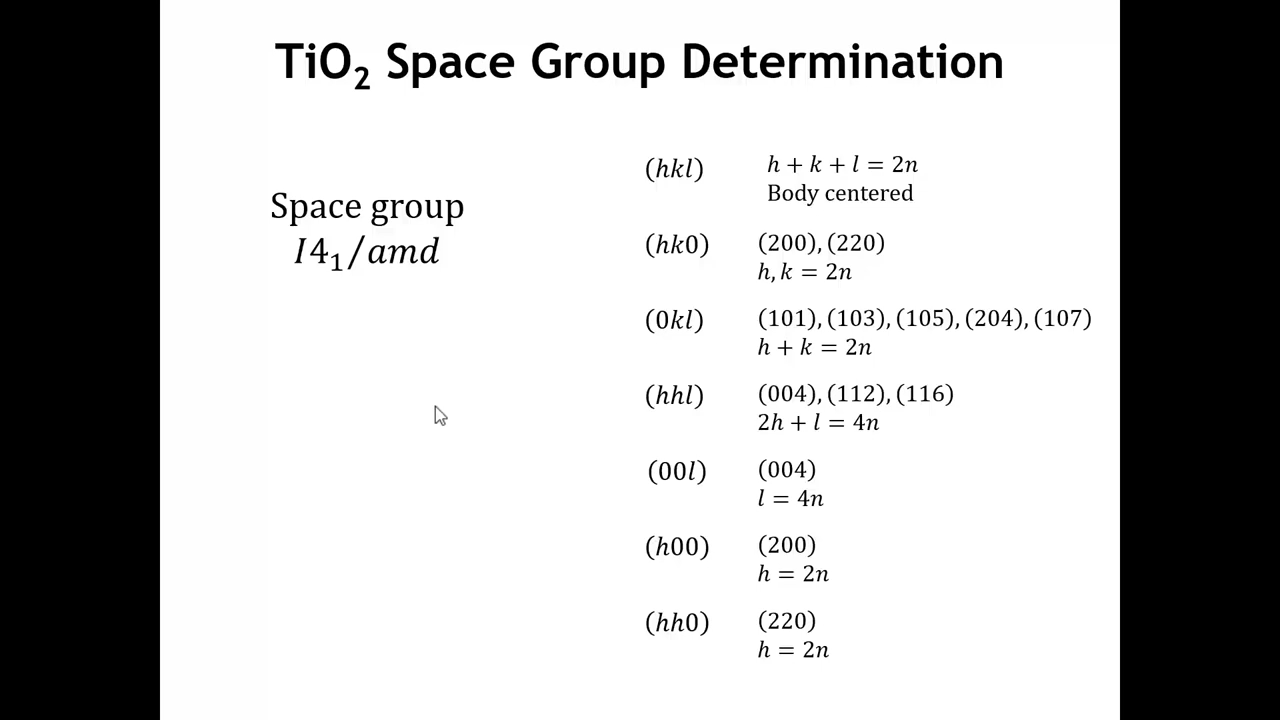 TiO₂ Space Group Determination
Space group
I4₁/amd
(hkl)
h + k + l = 2n
Body centered
(hk0)
(200), (220)
h, k = 2n
(0kl)
(101), (103), (105), (204), (107)
h + k = 2n
(hhl)
(004), (112), (116)
2h + l = 4n
(00l)
(004)
l = 4n
(h00)
(200)
h = 2n
(hh0)
(220)
h = 2n